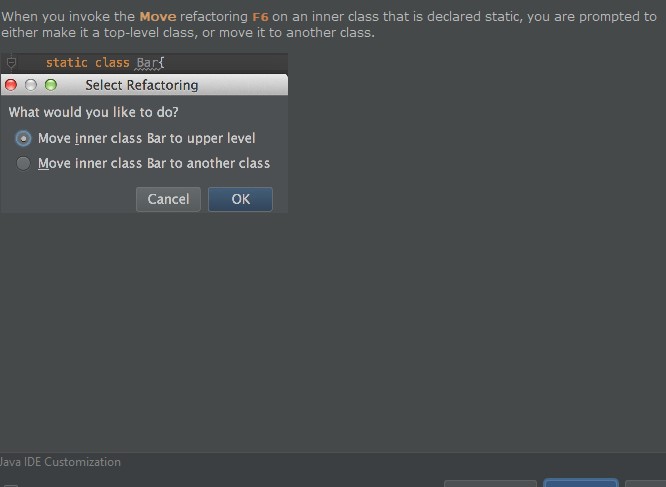 When you invoke the Move refactoring F6 on an inner class that is declared static, you are prompted to
either make it a top-level class, or move it to another class.
static class Bar{
Select Refactoring
What would you like to do?
Move inner class Bar to upper level
Move inner class Bar to another class
Cancel OK
Java IDE Customization